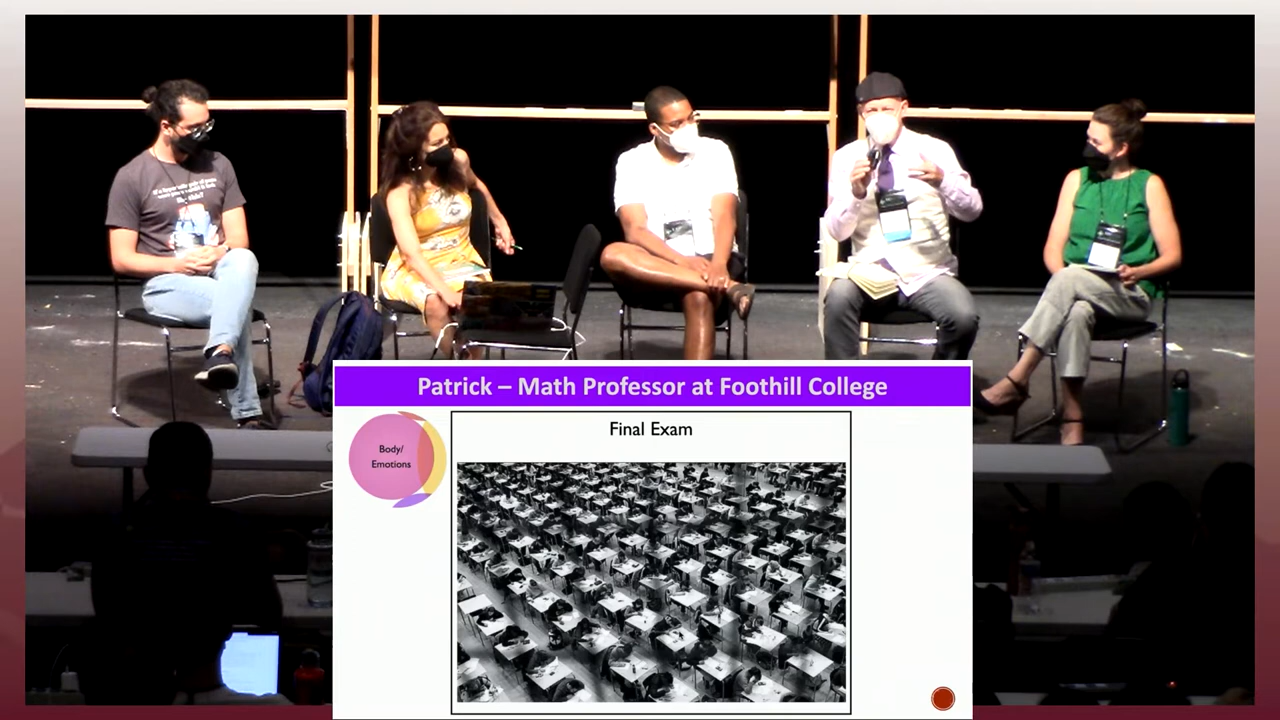 Patrick – Math Professor at Foothill College
Body/
Emotions
Final Exam